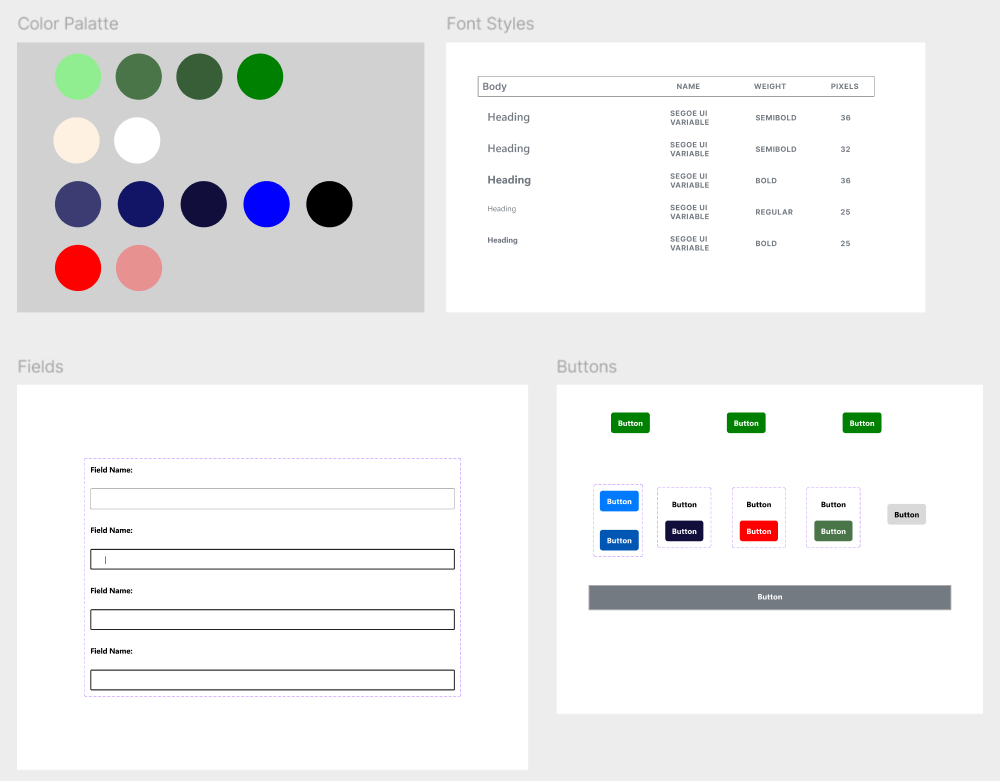 Color Palatte
Font Styles
Body NAME WEIGHT PIXELS
Heading SEGOE UI VARIABLE SEMIBOLD 36
Heading SEGOE UI VARIABLE SEMIBOLD 32
Heading SEGOE UI VARIABLE BOLD 36
Heading SEGOE UI VARIABLE REGULAR 25
Heading SEGOE UI VARIABLE BOLD 25
Fields
Field Name:
Field Name:
Field Name:
Field Name:
Buttons
Button Button Button
Button Button Button Button
Button
Button Button Button Button
Button